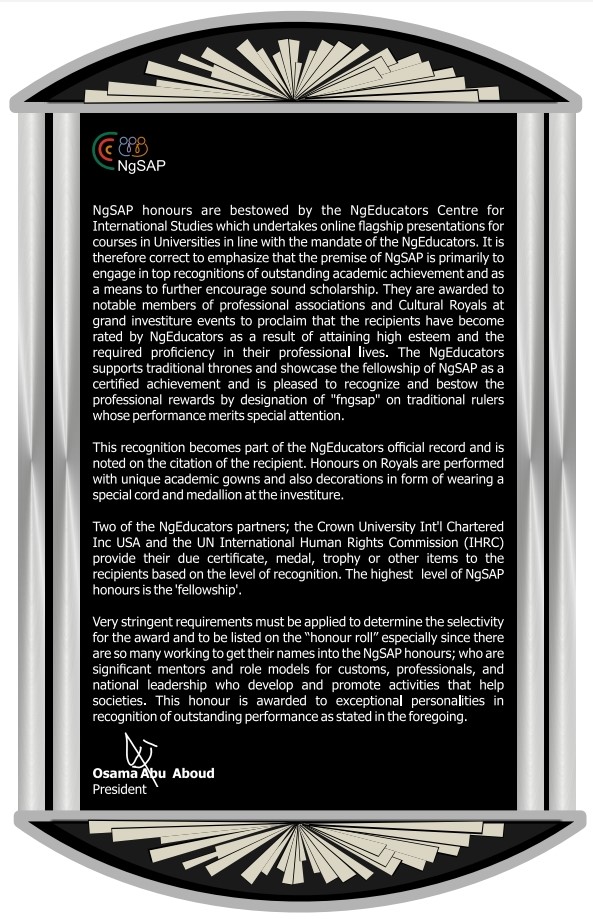 NgSAP
NgSAP honours are bestowed by the NgEducators Centre for
International Studies which undertakes online flagship presentations for
courses in Universities in line with the mandate of the NgEducators. It is
therefore correct to emphasize that the premise of NgSAP is primarily to
engage in top recognitions of outstanding academic achievement and as
a means to further encourage sound scholarship. They are awarded to
notable members of professional associations and Cultural Royals at
grand investiture events to proclaim that the recipients have become
rated by NgEducators as a result of attaining high esteem and the
required proficiency in their professional lives. The NgEducators
supports traditional thrones and showcase the fellowship of NgSAP as a
certified achievement and is pleased to recognize and bestow the
professional rewards by designation of "fngsap" on traditional rulers
whose performance merits special attention.
This recognition becomes part of the NgEducators official record and is
noted on the citation of the recipient. Honours on Royals are performed
with unique academic gowns and also decorations in form of wearing a
special cord and medallion at the investiture.
Two of the NgEducators partners; the Crown University Int'l Chartered
Inc USA and the UN International Human Rights Commission (IHRC)
provide their due certificate, medal, trophy or other items to the
recipients based on the level of recognition. The highest level of NgSAP
honours is the 'fellowship'.
Very stringent requirements must be applied to determine the selectivity
for the award and to be listed on the “honour roll” especially since there
are so many working to get their names into the NgSAP honours; who are
significant mentors and role models for customs, professionals, and
national leadership who develop and promote activities that help
societies. This honour is awarded to exceptional personalities in
recognition of outstanding performance as stated in the foregoing.
Osama Abu Aboud
President